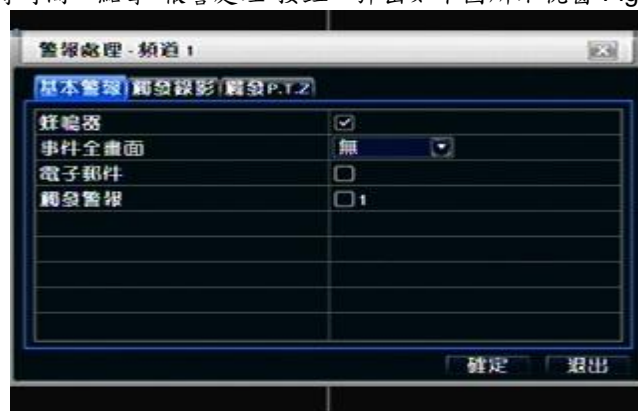 警報處理 - 頻道 1
基本警報 觸發錄影 觸發P.T.Z
蜂鳴器
事件全畫面 無
電子郵件
觸發警報 1
確定 退出